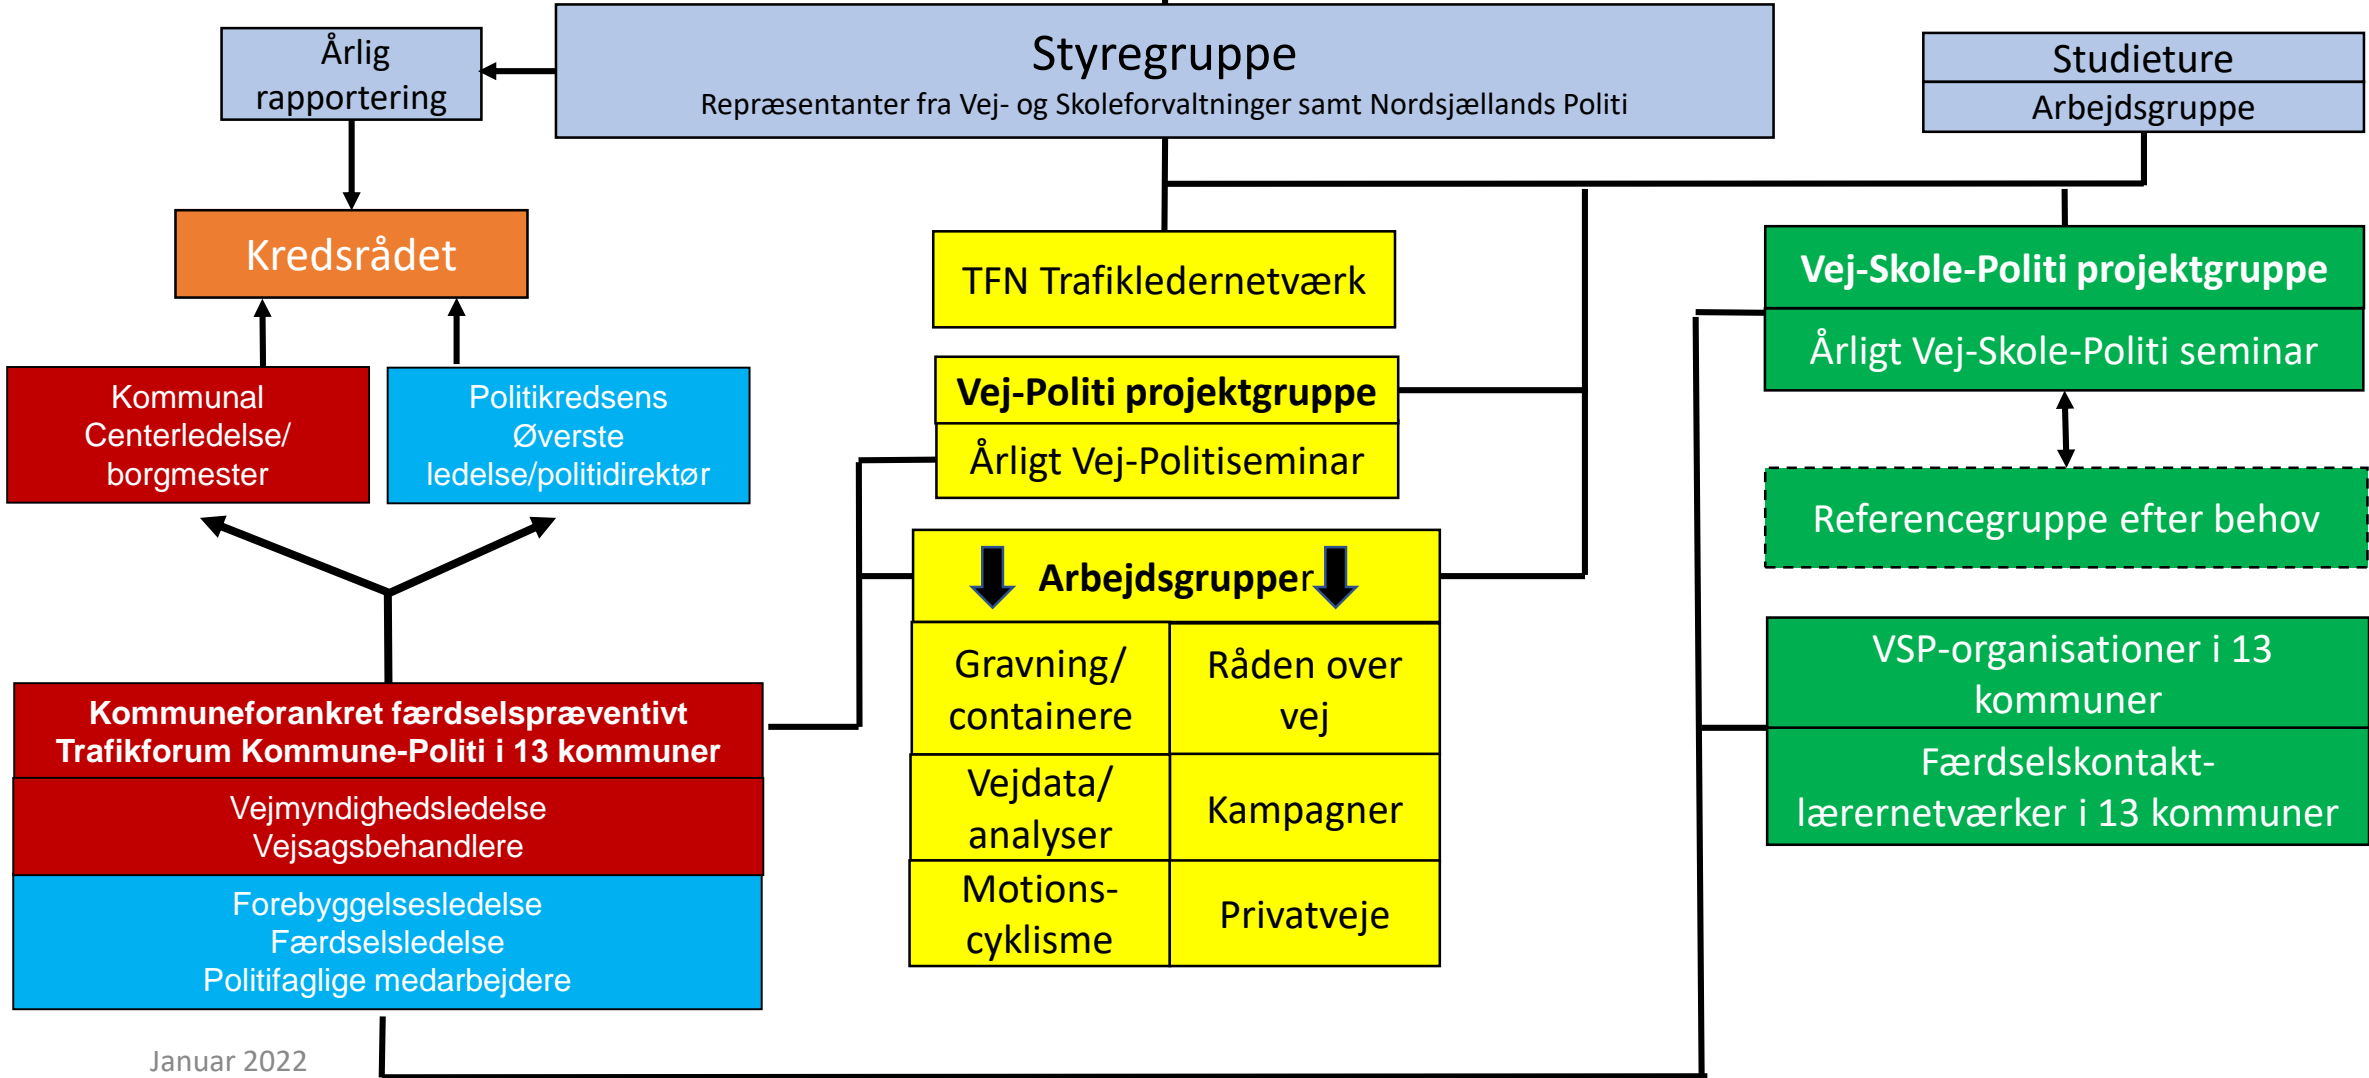 Årlig
rapportering
Styregruppe
Repræsentanter fra Vej- og Skoleforvaltninger samt Nordsjællands Politi
Studieture
Arbejdsgruppe
Kredsrådet
Kommunal
Centerledelse/
borgmester
Politikredsens
Øverste
ledelse/politidirektør
Kommuneforankret færdselspræventivt
Trafikforum Kommune-Politi i 13 kommuner
Vejmyndighedsledelse
Vejsagsbehandlere
Forebyggelsesledelse
Færdselsledelse
Politifaglige medarbejdere
TFN Trafikledernetværk
Vej-Politi projektgruppe
Årligt Vej-Politiseminar
Arbejdsgrupper
Gravning/
containere
Råden over
vej
Vejdata/
analyser
Kampagner
Motions-
cyklisme
Privatveje
Vej-Skole-Politi projektgruppe
Årligt Vej-Skole-Politi seminar
Referencegruppe efter behov
VSP-organisationer i 13
kommuner
Færdselskontakt-
lærernetværker i 13 kommuner
Januar 2022